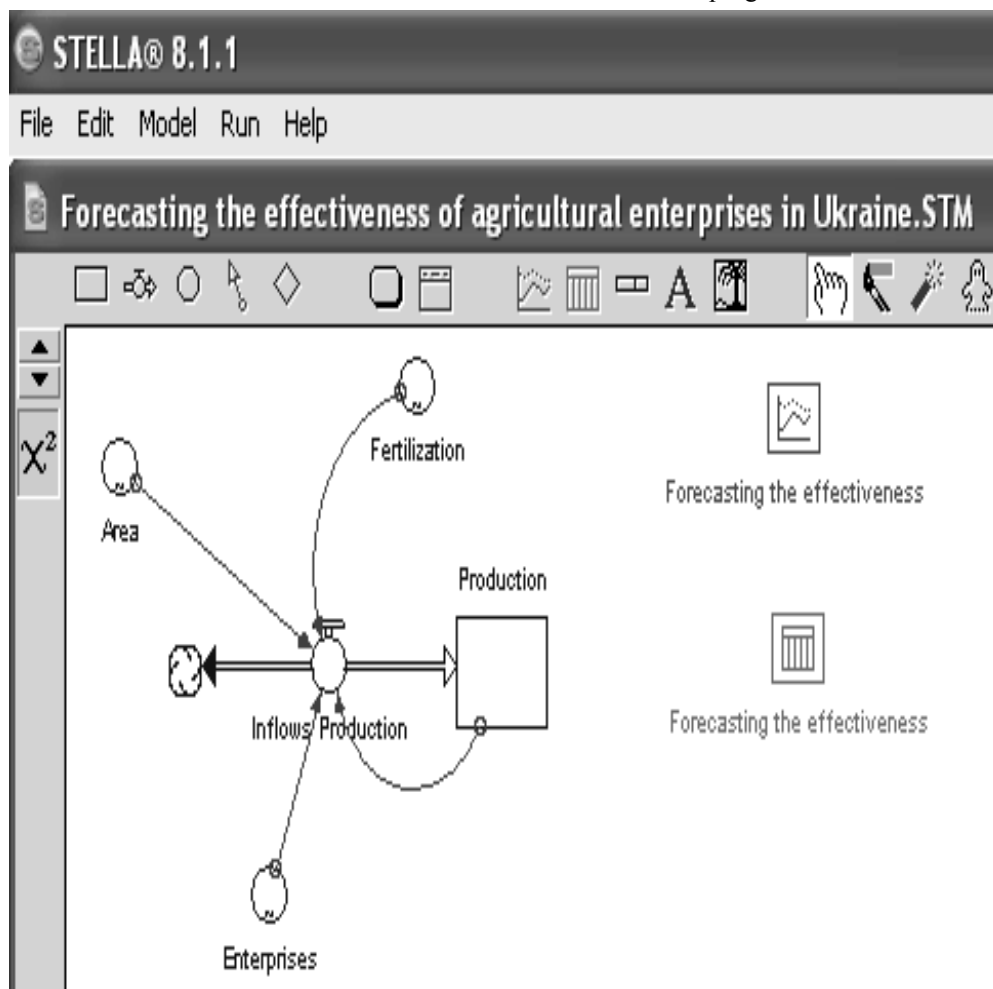 STELLA® 8.1.1
File Edit Model Run Help
Forecasting the effectiveness of agricultural enterprises in Ukraine.STM
A
X²
Fertilization
Area
Forecasting the effectiveness
Production
Inflows Production
Forecasting the effectiveness
Enterprises